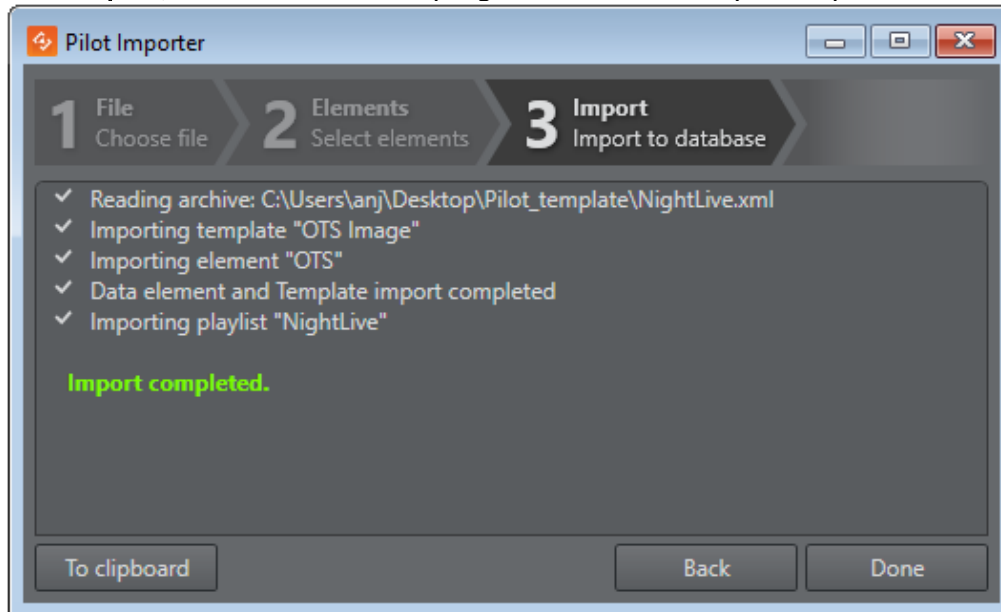 Pilot Importer
1 File
Choose file
2 Elements
Select elements
3 Import
Import to database
Reading archive: C:\Users\anj\Desktop\Pilot_template\NightLive.xml
Importing template "OTS Image"
Importing element "OTS"
Data element and Template import completed
Importing playlist "NightLive"
Import completed.
To clipboard
Back
Done